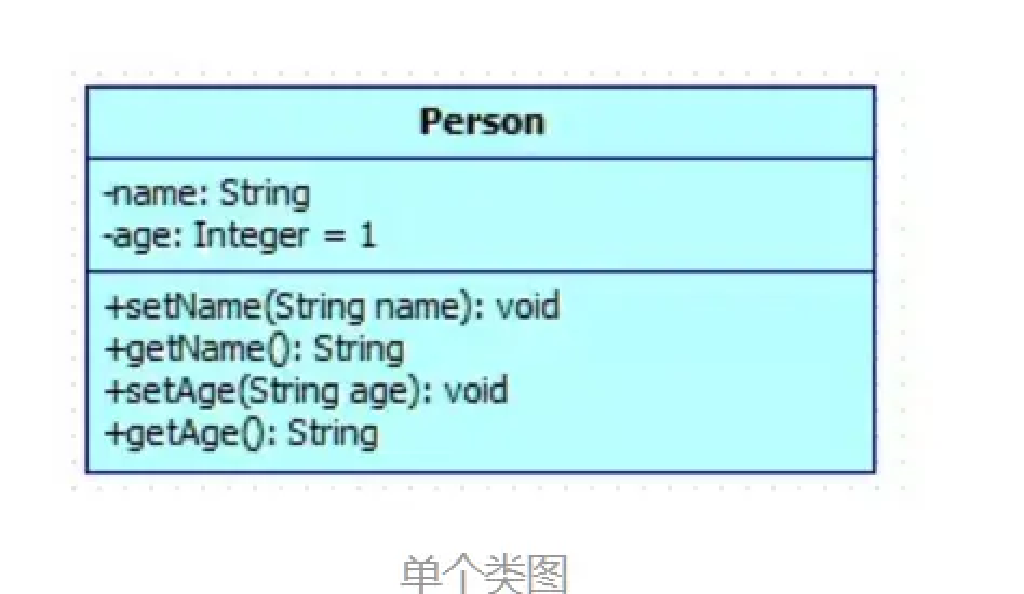 Person
-name: String
-age: Integer = 1
+setName(String name): void
+getName(): String
+setAge(String age): void
+getAge(): String
单个类图